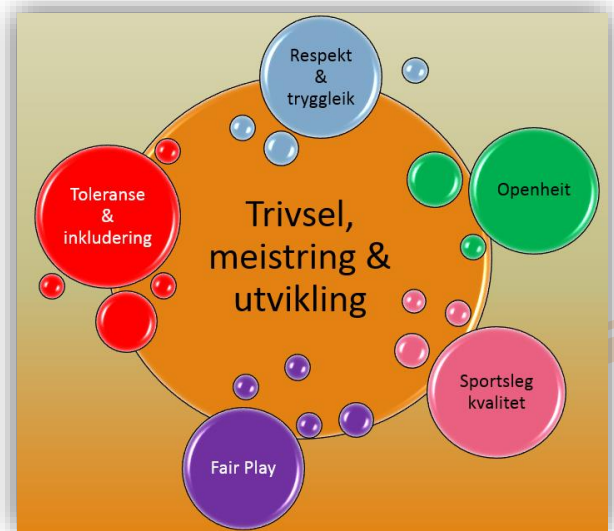 Respekt
&
tryggleik
Toleranse
&
inkludering
Openheit
Trivsel,
meistring &
utvikling
Sportsleg
kvalitet
Fair Play